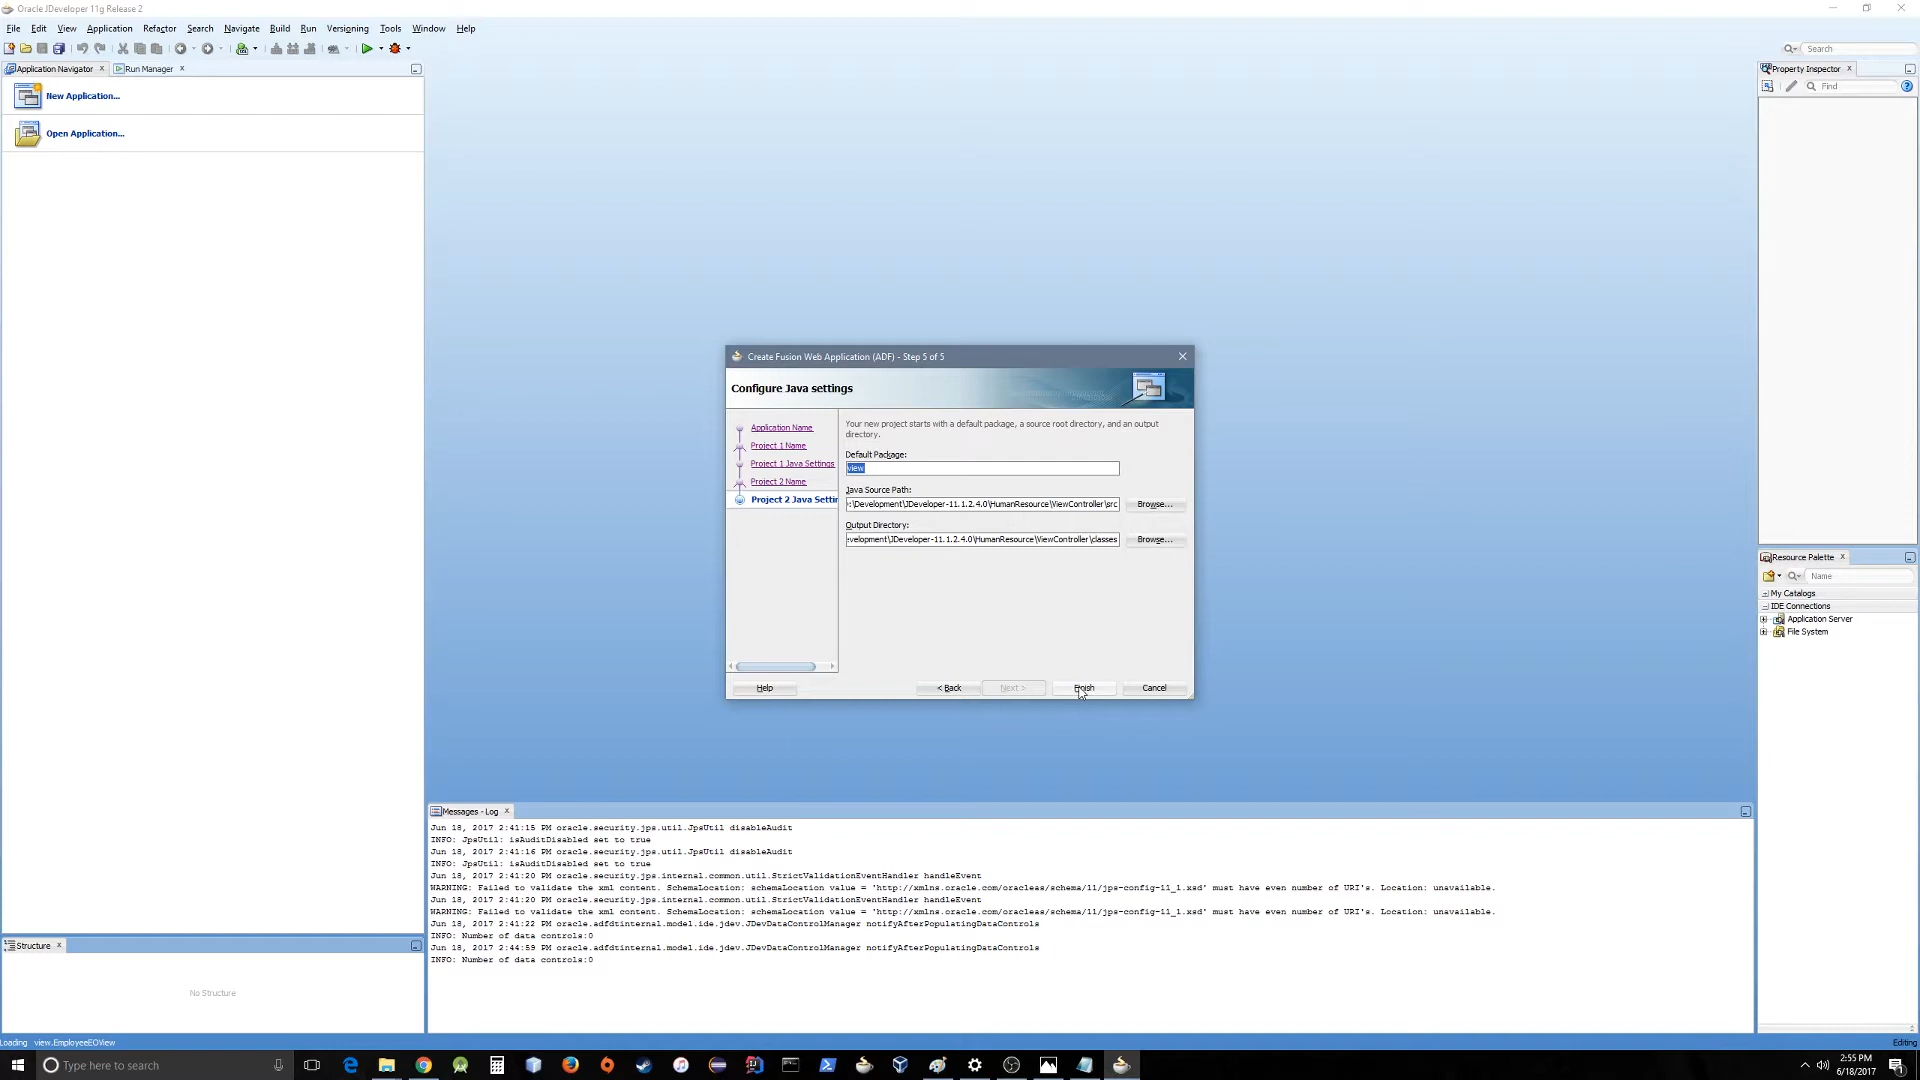 Oracle JDeveloper 11g Release 2
File Edit View Application Refactor Search Navigate Build Run Versioning Tools Window Help
Search
Application Navigator
Run Manager
New Application...
Open Application...
Property Inspector
Find
Create Fusion Web Application (ADF) - Step 5 of 5
Configure Java settings
Application Name
Project 1 Name
Project 1 Java Settings
Project 2 Name
Project 2 Java Settin
Your new project starts with a default package, a source root directory, and an output
directory.
Default Package:
view
Java Source Path:
:\Development\JDeveloper-11.1.2.4.0\HumanResource\ViewController\src
Browse...
Output Directory:
evelopment\JDeveloper-11.1.2.4.0\HumanResource\ViewController\classes
Browse...
Help
< Back
Next >
Finish
Cancel
Resource Palette
Name
My Catalogs
IDE Connections
Application Server
File System
Messages - Log
Jun 18, 2017 2:41:15 PM oracle.security.jps.util.JpsUtil disableAudit
INFO: JpsUtil: isAuditDisabled set to true
Jun 18, 2017 2:41:16 PM oracle.security.jps.util.JpsUtil disableAudit
INFO: JpsUtil: isAuditDisabled set to true
Jun 18, 2017 2:41:20 PM oracle.security.jps.internal.common.util.StrictValidationEventHandler handleEvent
WARNING: Failed to validate the xml content. SchemaLocation: schemaLocation value = 'http://xmlns.oracle.com/oracleas/schema/11/jps-config-11_1.xsd' must have even number of URI's. Location: unavailable.
Jun 18, 2017 2:41:20 PM oracle.security.jps.internal.common.util.StrictValidationEventHandler handleEvent
WARNING: Failed to validate the xml content. SchemaLocation: schemaLocation value = 'http://xmlns.oracle.com/oracleas/schema/11/jps-config-11_1.xsd' must have even number of URI's. Location: unavailable.
Jun 18, 2017 2:41:22 PM oracle.adfdtinternal.model.ide.jdev.JDevDataControlManager notifyAfterPopulatingDataControls
INFO: Number of data controls:0
Jun 18, 2017 2:44:59 PM oracle.adfdtinternal.model.ide.jdev.JDevDataControlManager notifyAfterPopulatingDataControls
INFO: Number of data controls:0
Structure
No Structure
Loading view.EmployeeEOView
Editing
Type here to search
2:55 PM
6/18/2017